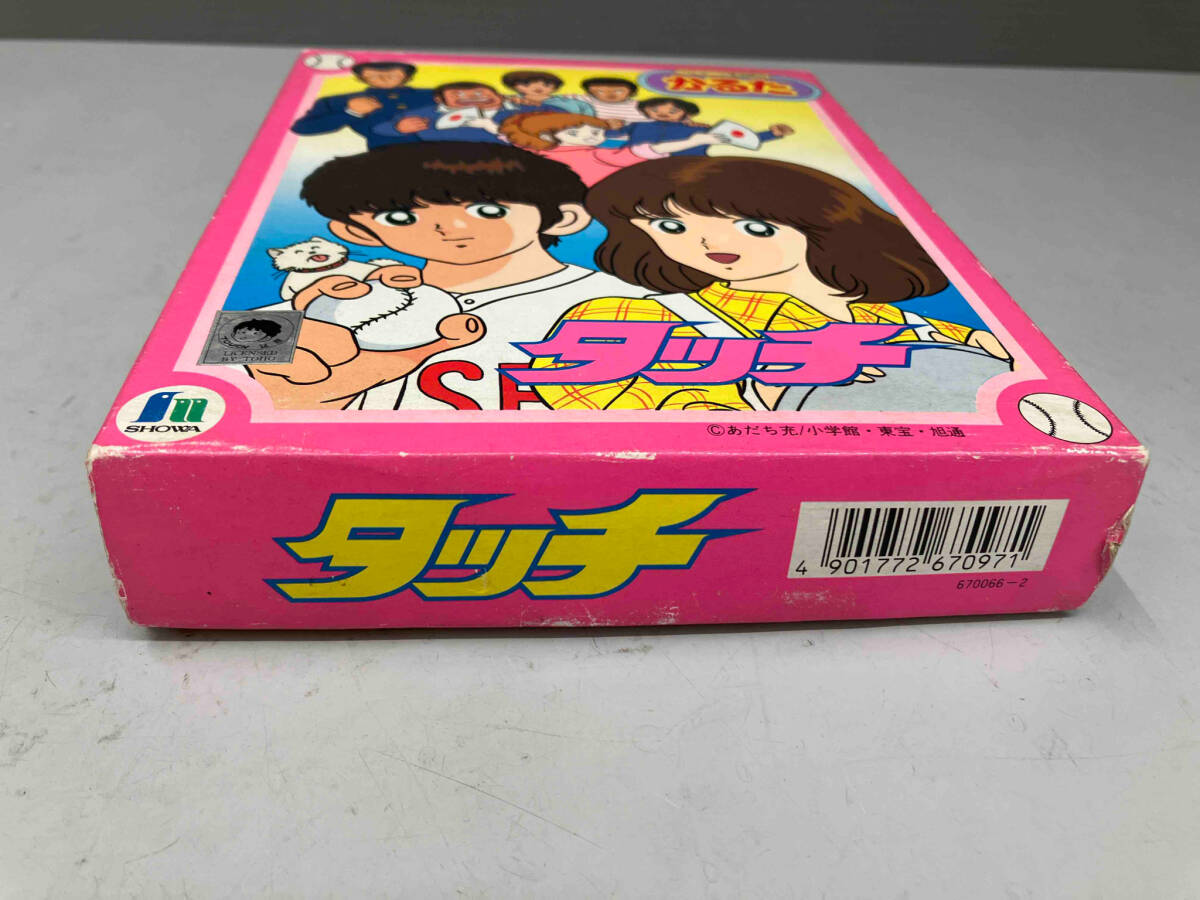 かるた
LICENSED
BY TOHO
タッチ
SHOWA
©あだち充/小学館・東宝・旭通
タッチ
4 901772 670971
670066-2